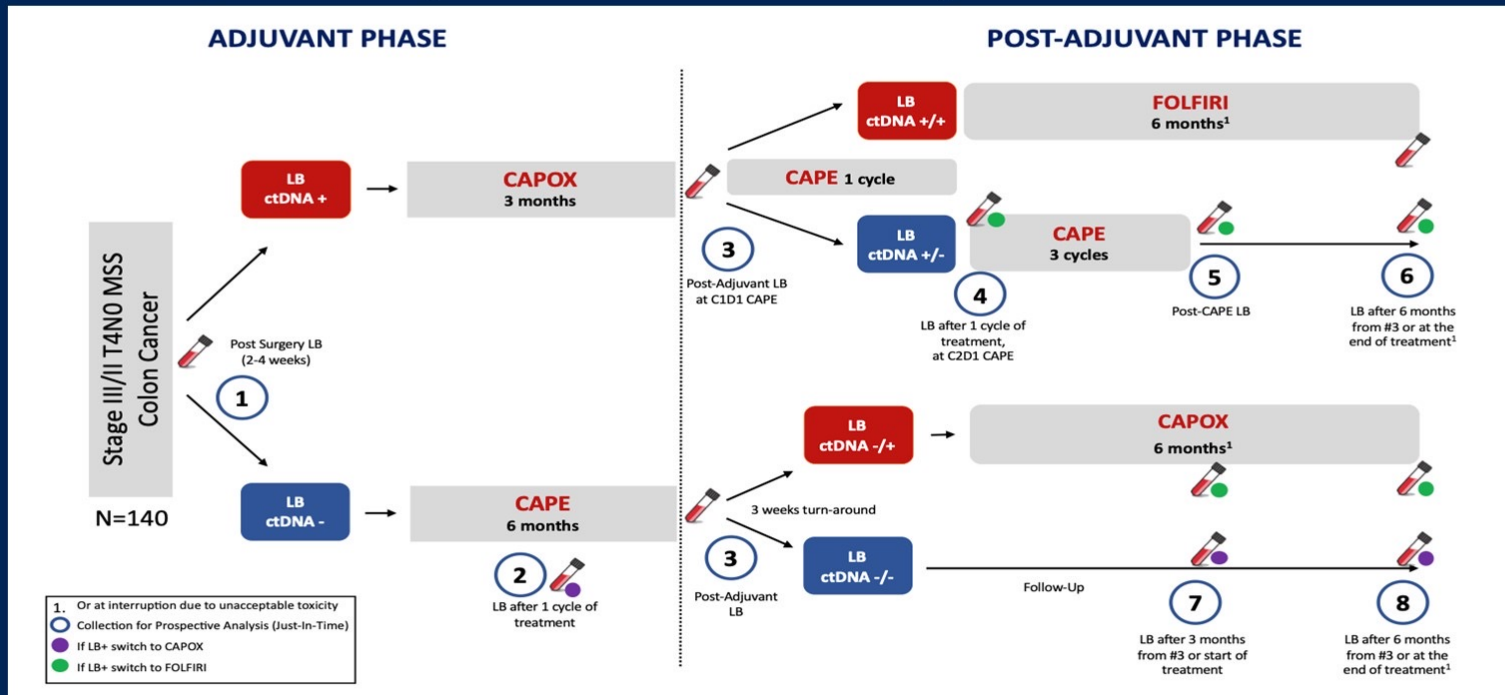 ADJUVANT PHASE
POST-ADJUVANT PHASE
Stage III/II T4N0 MSS
Colon Cancer
N=140
Post Surgery LB
(2-4 weeks)
1
LB
ctDNA +
CAPOX
3 months
LB
ctDNA -
CAPE
6 months
2
LB after 1 cycle of
treatment
3
Post-Adjuvant LB
at C1D1 CAPE
CAPE 1 cycle
LB
ctDNA +/+
FOLFIRI
6 months¹
LB
ctDNA +/-
4
LB after 1 cycle of
treatment,
at C2D1 CAPE
CAPE
3 cycles
5
Post-CAPE LB
6
LB after 6 months
from #3 or at the
end of treatment¹
3
Post-Adjuvant
LB
3 weeks turn-around
LB
ctDNA -/+
CAPOX
6 months¹
LB
ctDNA -/-
Follow-Up
7
LB after 3 months
from #3 or start of
treatment
8
LB after 6 months
from #3 or at the
end of treatment¹
1. Or at interruption due to unacceptable toxicity
Collection for Prospective Analysis (Just-In-Time)
If LB+ switch to CAPOX
If LB+ switch to FOLFIRI